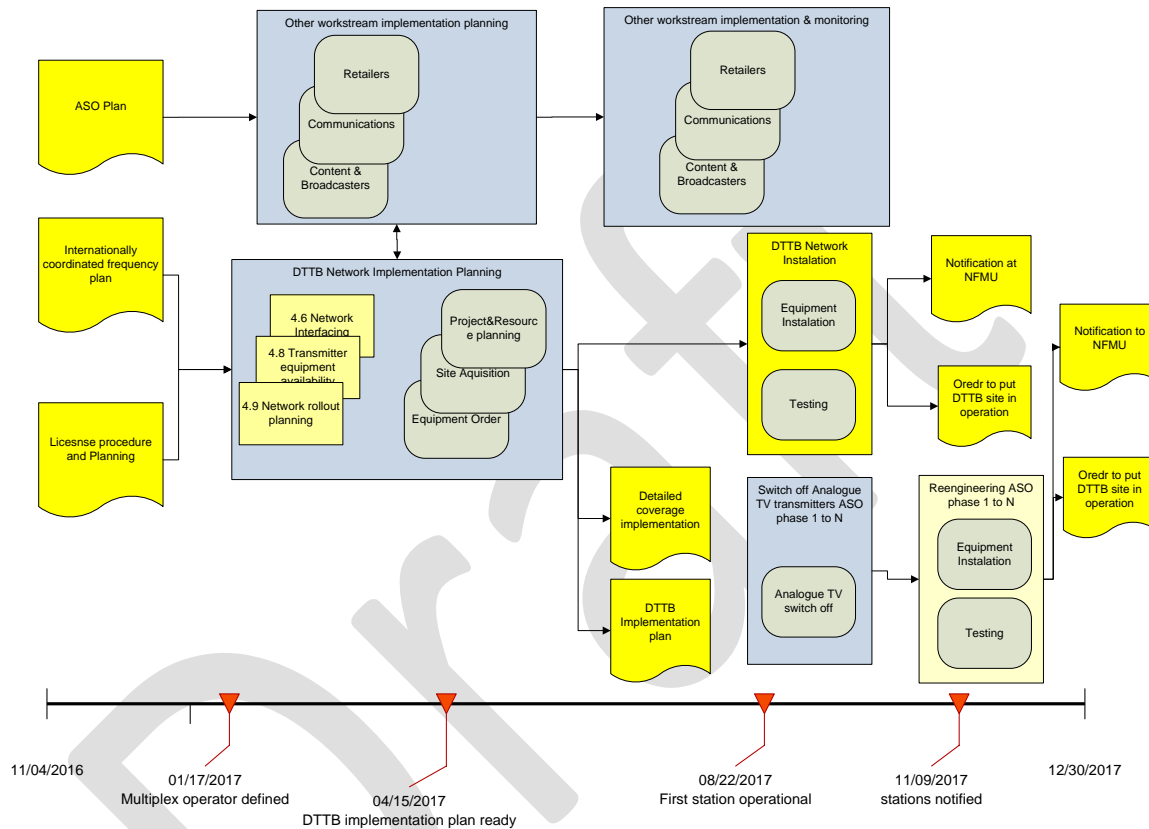 Other workstream implementation planning
Retailers
Communications
Content &
Broadcasters
Other workstream implementation & monitoring
Retailers
Communications
Content &
Broadcasters
ASO Plan
Internationally
coordinated frequency
plan
Licesnse procedure
and Planning
DTTB Network Implementation Planning
4.6 Network
Interfacing
4.8 Transmitter
equipment
availability
4.9 Network rollout
planning
Project&Resourc
e planning
Site Aquisition
Equipment Order
DTTB Network
Instalation
Equipment
Instalation
Testing
Notification at
NFMU
Oredr to put
DTTB site in
operation
Notification to
NFMU
Oredr to put
DTTB site in
operation
Detailed
coverage
implementation
DTTB
Implementation
plan
Switch off Analogue
TV transmitters ASO
phase 1 to N
Analogue TV
switch off
Reengineering ASO
phase 1 to N
Equipment
Instalation
Testing
11/04/2016
01/17/2017
Multiplex operator defined
04/15/2017
DTTB implementation plan ready
08/22/2017
First station operational
11/09/2017
stations notified
12/30/2017
Draft